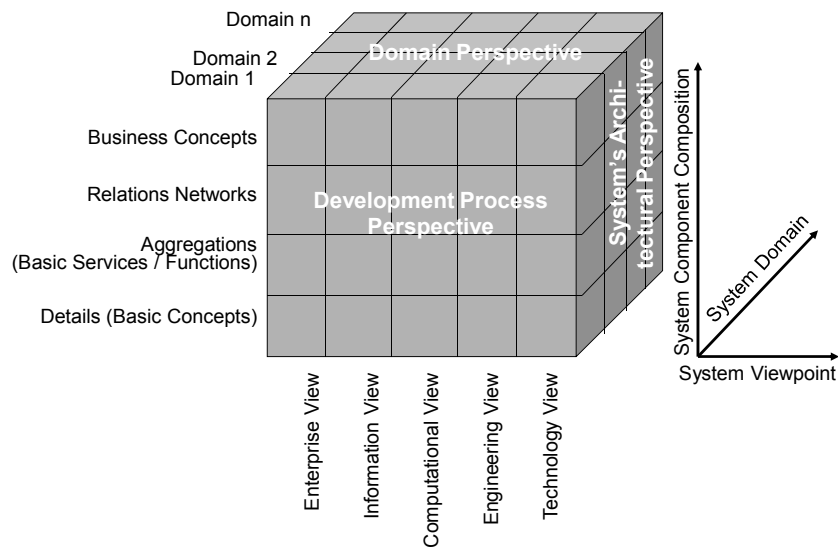 Domain n
Domain 2
Domain 1
Domain Perspective
Business Concepts
Relations Networks
Aggregations
(Basic Services / Functions)
Details (Basic Concepts)
Development Process
Perspective
System's Archi-
tectural Perspective
Enterprise View
Information View
Computational View
Engineering View
Technology View
System Component Composition
System Domain
System Viewpoint